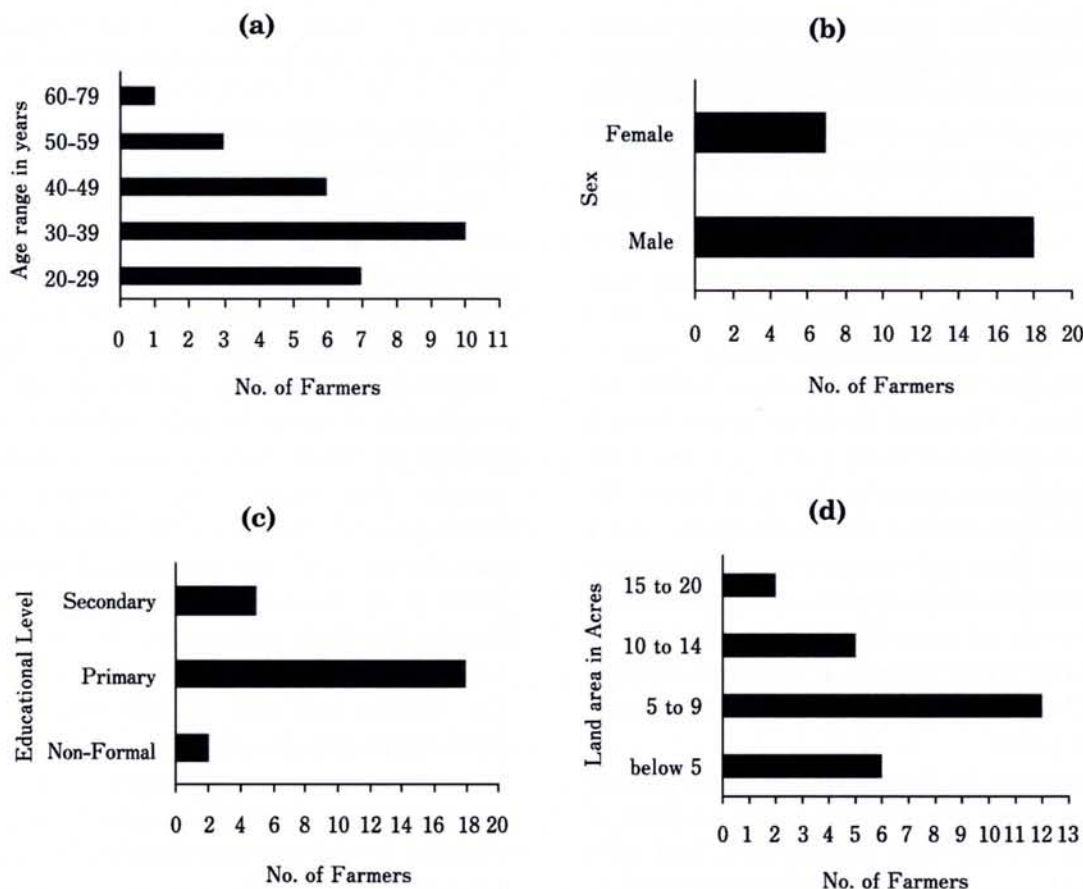 (a)
Age range in years
60-79
50-59
40-49
30-39
20-29
0 1 2 3 4 5 6 7 8 9 10 11
No. of Farmers
(b)
Sex
Female
Male
0 2 4 6 8 10 12 14 16 18 20
No. of Farmers
(c)
Educational Level
Secondary
Primary
Non-Formal
0 2 4 6 8 10 12 14 16 18 20
No. of Farmers
(d)
Land area in Acres
15 to 20
10 to 14
5 to 9
below 5
0 1 2 3 4 5 6 7 8 9 10 11 12 13
No. of Farmers